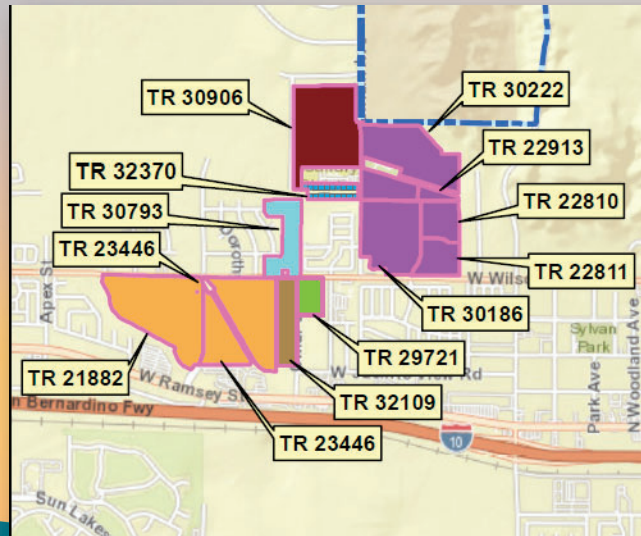 TR 30906
TR 30222
TR 22913
TR 32370
TR 22810
TR 30793
TR 23446
TR 22811
Apex St
W Wils
TR 30186
Sylvan
Park
TR 29721
TR 21882
W Ramsey S
TR 32109
Park Ave
N Woodland Ave
n Bernardino Fwy
TR 23446
10
Sun Lakes